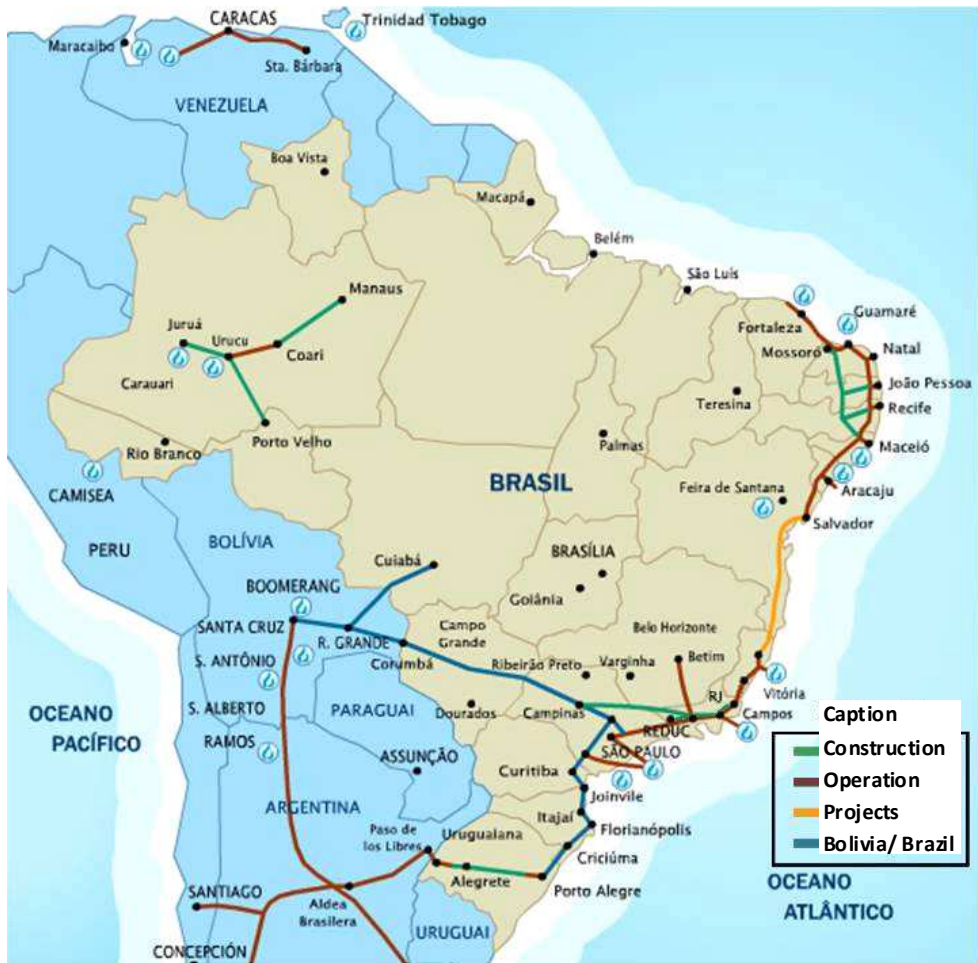 CARACAS
Trinidad Tobago
Maracaibo
Sta. Bárbara
VENEZUELA
Boa Vista
Macapá
Belém
São Luis
Manaus
Juruá
Urucu
Coari
Carauari
Porto Velho
Rio Branco
CAMISEA
PERU
BOLÍVIA
Fortaleza
Guamaré
Mossoró
Natal
João Pessoa
Teresina
Recife
Palmas
Maceió
BRASIL
Feira de Santana
Aracaju
Salvador
Cuiabá
BRASÍLIA
Goiânia
BOOMERANG
SANTA CRUZ
R. GRANDE
Campo
Grande
Belo Horizonte
Corumbá
S. ANTÔNIO
Ribeirão Preto
Varginha
Betim
S. ALBERTO
PARAGUAI
Dourados
Campinas
RJ
Vitória
Campos
REDUC
OCEANO
PACÍFICO
RAMOS
ASSUNÇÃO
SÃO PAULO
Curitiba
Joinvile
ARGENTINA
Itajaí
Florianópolis
Paso de
los Libres
Uruguaiana
Criciúma
Alegrete
Porto Alegre
SANTIAGO
Aldea
Brasilera
CONCEPCIÓN
URUGUAI
Caption
Construction
Operation
Projects
Bolivia/ Brazil
OCEANO
ATLÂNTICO